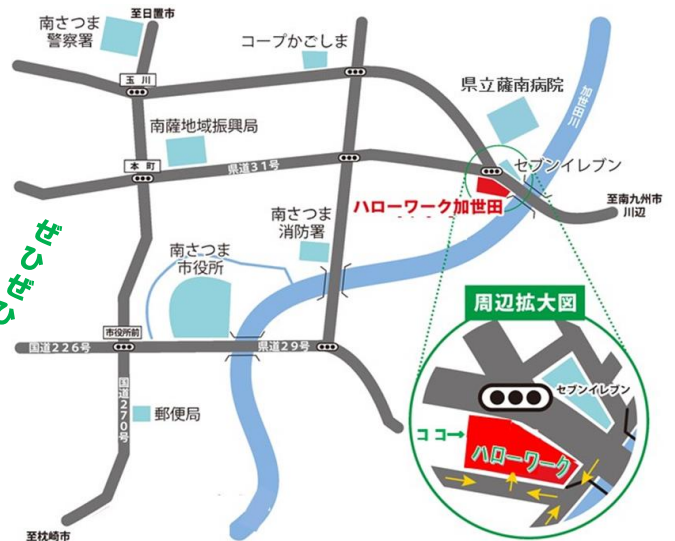 至日置市
南さつま
警察署
コープかごしま
玉 川
県立薩南病院
加世田川
南薩地域振興局
本 町
県道31号
セブンイレブン
ハローワーク加世田
至南九州市
川辺
南さつま
消防署
ぜひぜひ
南さつま
市役所
周辺拡大図
市役所前
国道226号
県道29号
国道270号
郵便局
セブンイレブン
ココ→
ハローワーク
至枕崎市